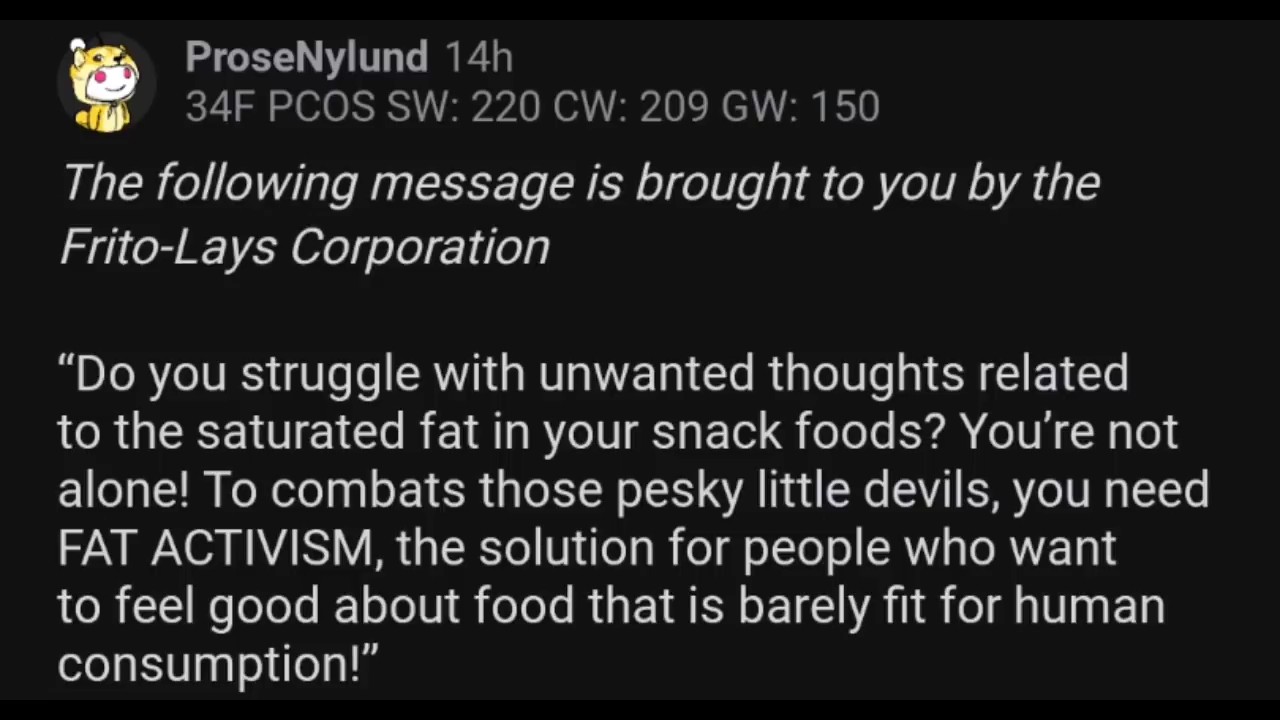 ProseNylund 14h
34F PCOS SW: 220 CW: 209 GW: 150
The following message is brought to you by the
Frito-Lays Corporation
“Do you struggle with unwanted thoughts related
to the saturated fat in your snack foods? You’re not
alone! To combats those pesky little devils, you need
FAT ACTIVISM, the solution for people who want
to feel good about food that is barely fit for human
consumption!”